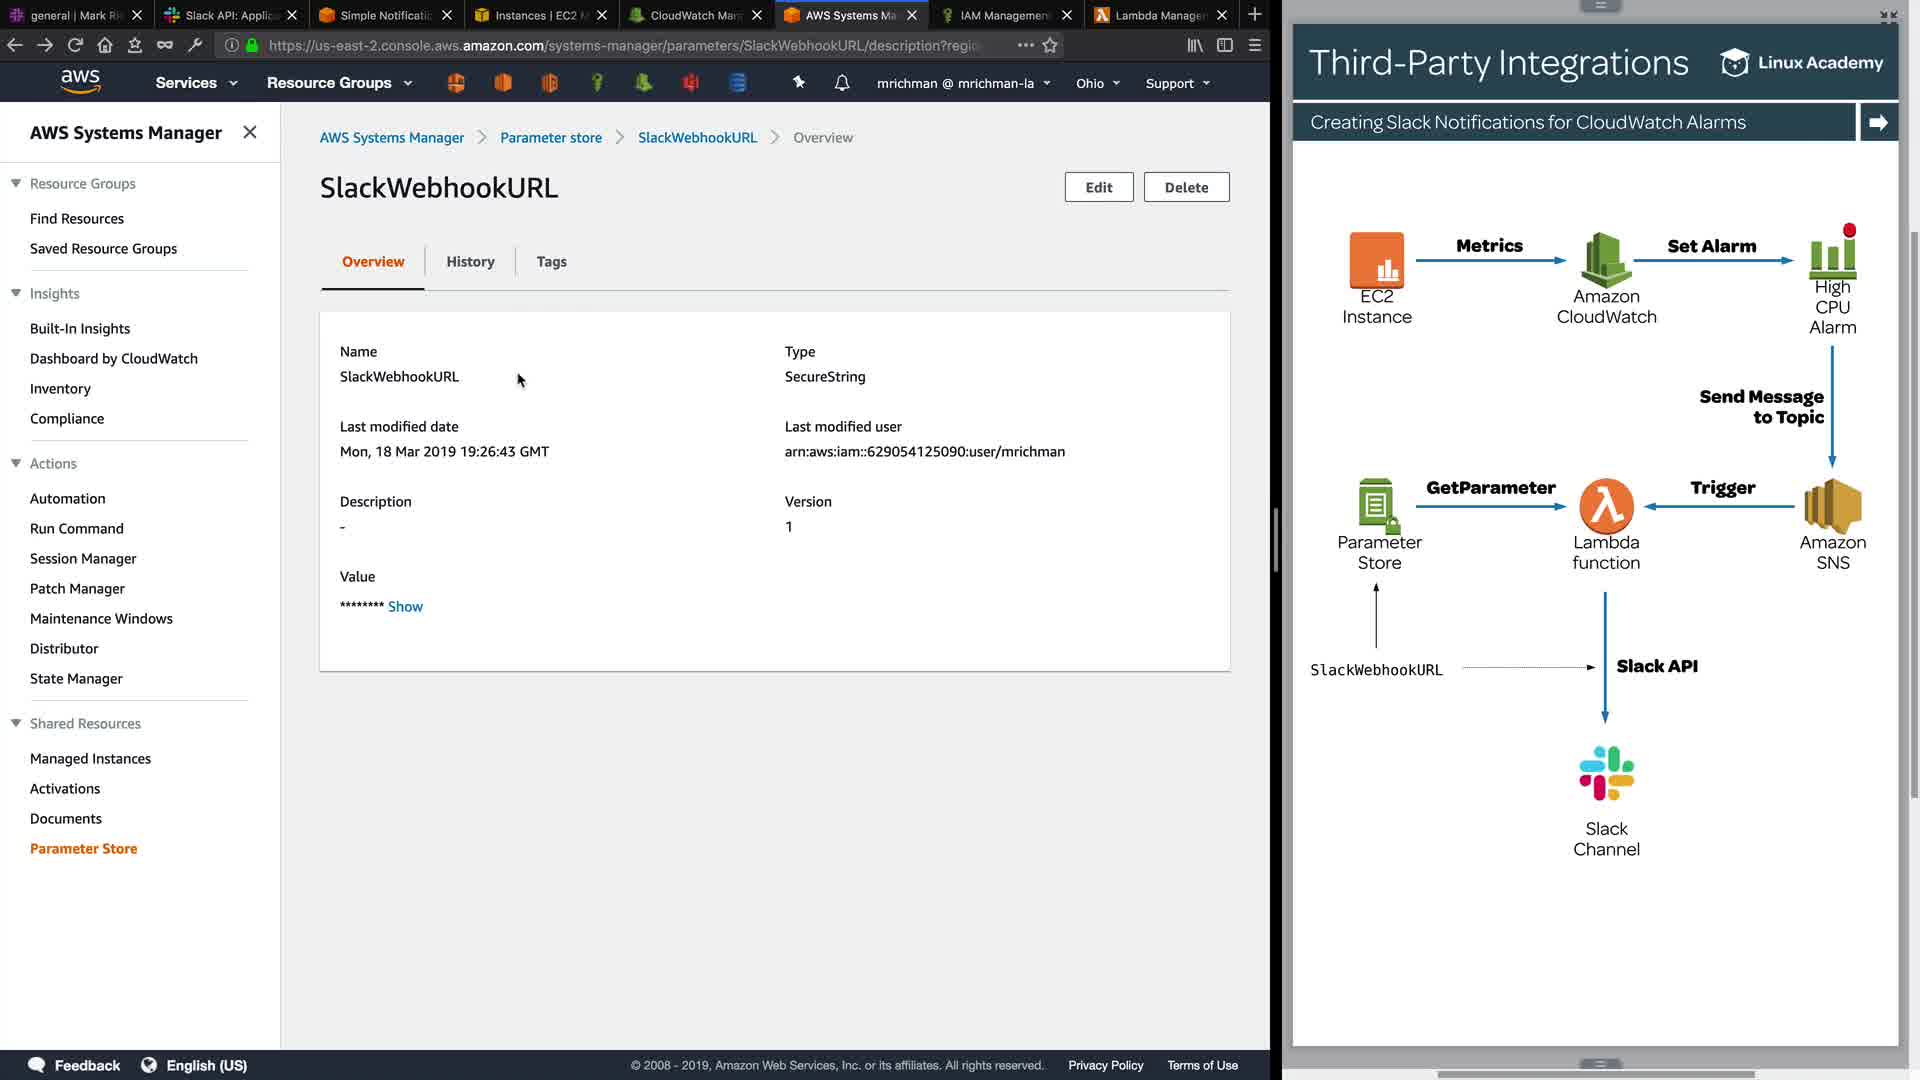 general | Mark Ri
Slack API: Applic
Simple Notificatio
Instances | EC2 M
CloudWatch Man
AWS Systems Ma
IAM Management
Lambda Manager
https://us-east-2.console.aws.amazon.com/systems-manager/parameters/SlackWebhookURL/description?regio
aws
Services
Resource Groups
mrichman @ mrichman-la
Ohio
Support
AWS Systems Manager
Resource Groups
Find Resources
Saved Resource Groups
Insights
Built-In Insights
Dashboard by CloudWatch
Inventory
Compliance
Actions
Automation
Run Command
Session Manager
Patch Manager
Maintenance Windows
Distributor
State Manager
Shared Resources
Managed Instances
Activations
Documents
Parameter Store
AWS Systems Manager > Parameter store > SlackWebhookURL > Overview
SlackWebhookURL
Edit
Delete
Overview
History
Tags
Name
SlackWebhookURL
Type
SecureString
Last modified date
Mon, 18 Mar 2019 19:26:43 GMT
Last modified user
arn:aws:iam::629054125090:user/mrichman
Description
-
Version
1
Value
******** Show
Feedback
English (US)
© 2008 - 2019, Amazon Web Services, Inc. or its affiliates. All rights reserved.
Privacy Policy
Terms of Use
Third-Party Integrations
Linux Academy
Creating Slack Notifications for CloudWatch Alarms
EC2
Instance
Metrics
Amazon
CloudWatch
Set Alarm
High
CPU
Alarm
Send Message
to Topic
Parameter
Store
GetParameter
Lambda
function
Trigger
Amazon
SNS
SlackWebhookURL
Slack API
Slack
Channel